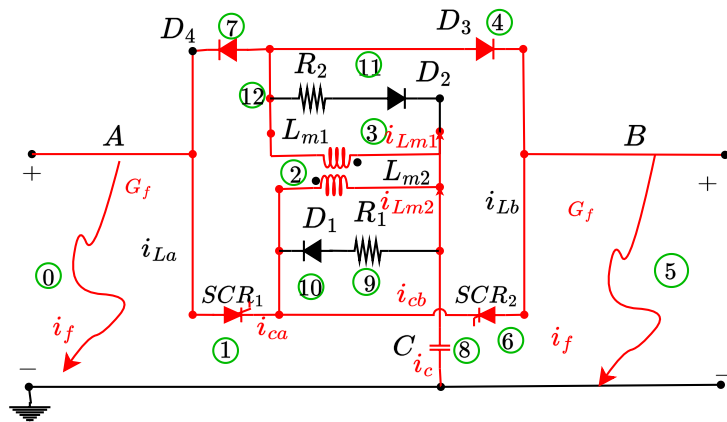 D4 7 D3 4
R2 11 D2
12
Lm1 3 iLm1
A B
+ +
2 Lm2
Gf iLm2 iLb Gf
D1 R1
iLa
0 10 9 5
SCR1 icb SCR2
if ica if
1 C 8 6
ic
− −